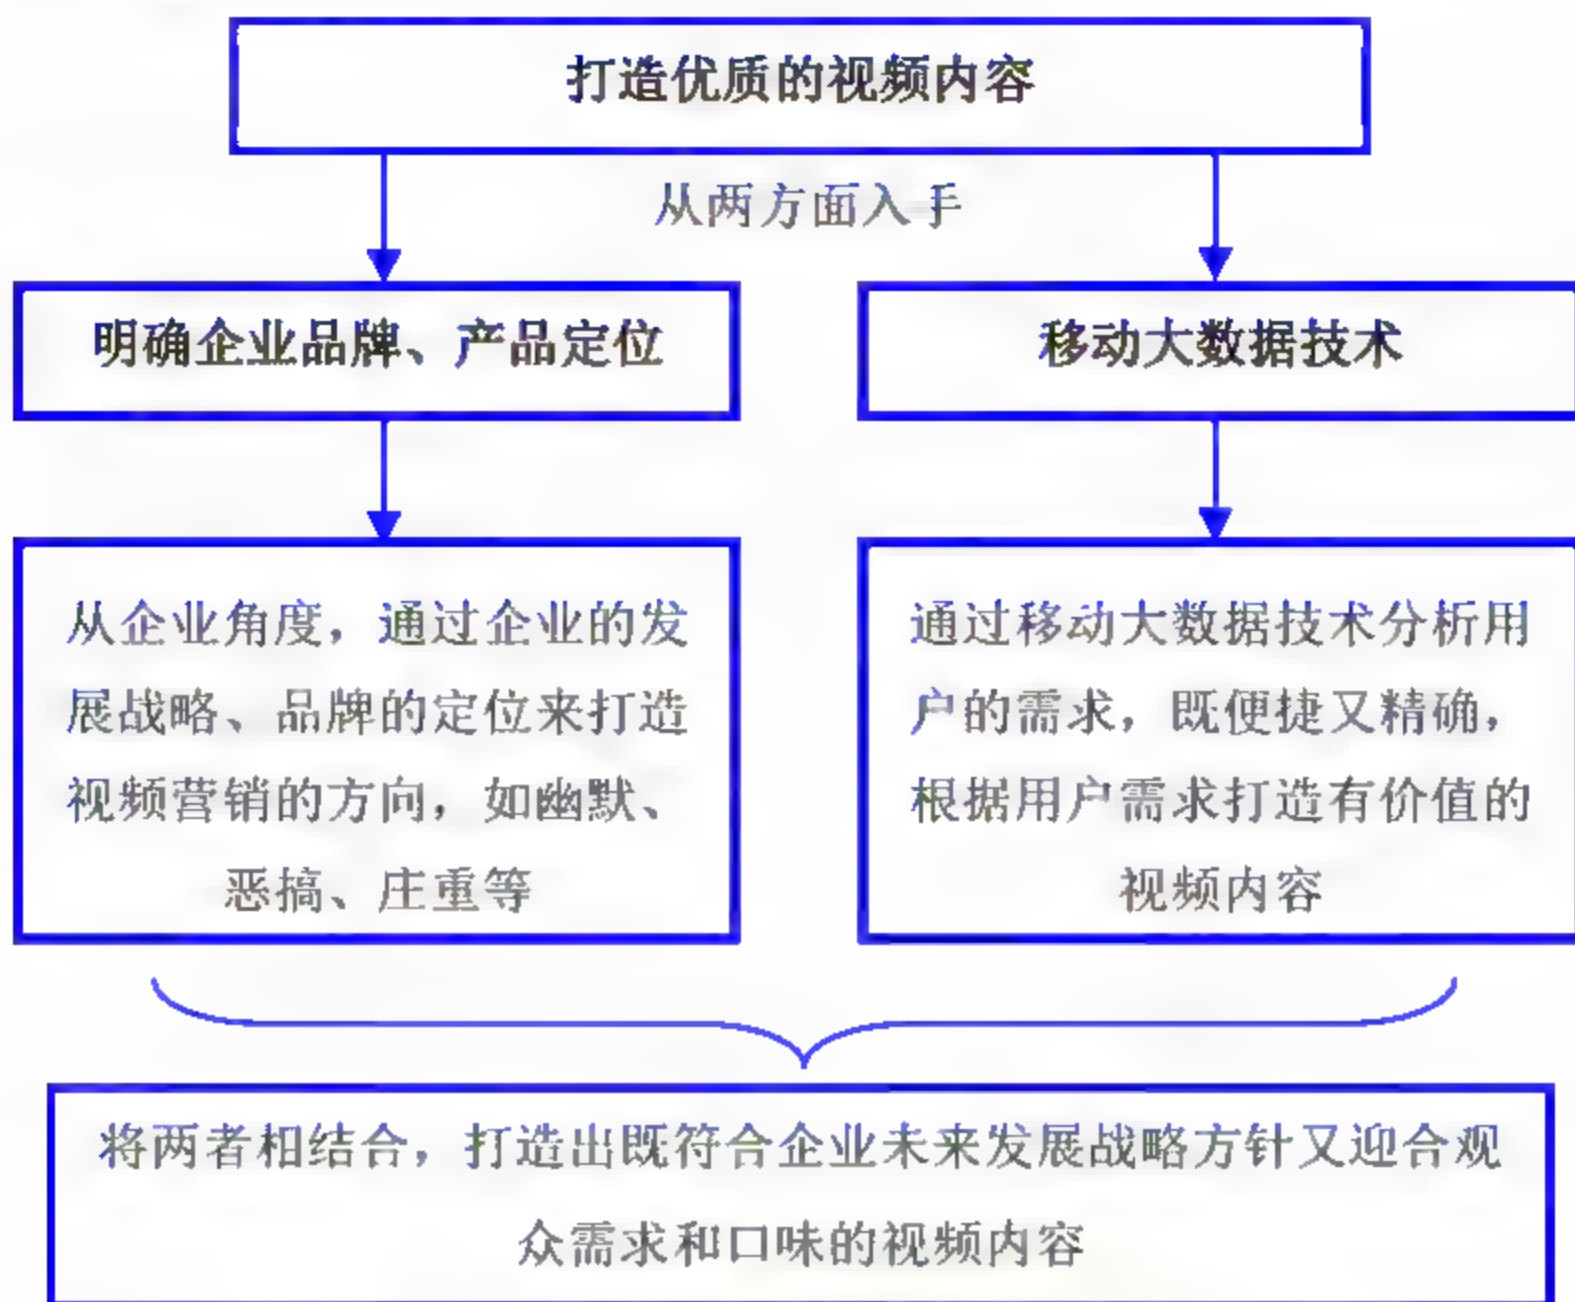 打造优质的视频内容
从两方面入手
明确企业品牌、产品定位
移动大数据技术
从企业角度，通过企业的发
展战略、品牌的定位来打造
视频营销的方向，如幽默、
恶搞、庄重等
通过移动大数据技术分析用
户的需求，既便捷又精确，
根据用户需求打造有价值的
视频内容
将两者相结合，打造出既符合企业未来发展战略方针又迎合观
众需求和口味的视频内容